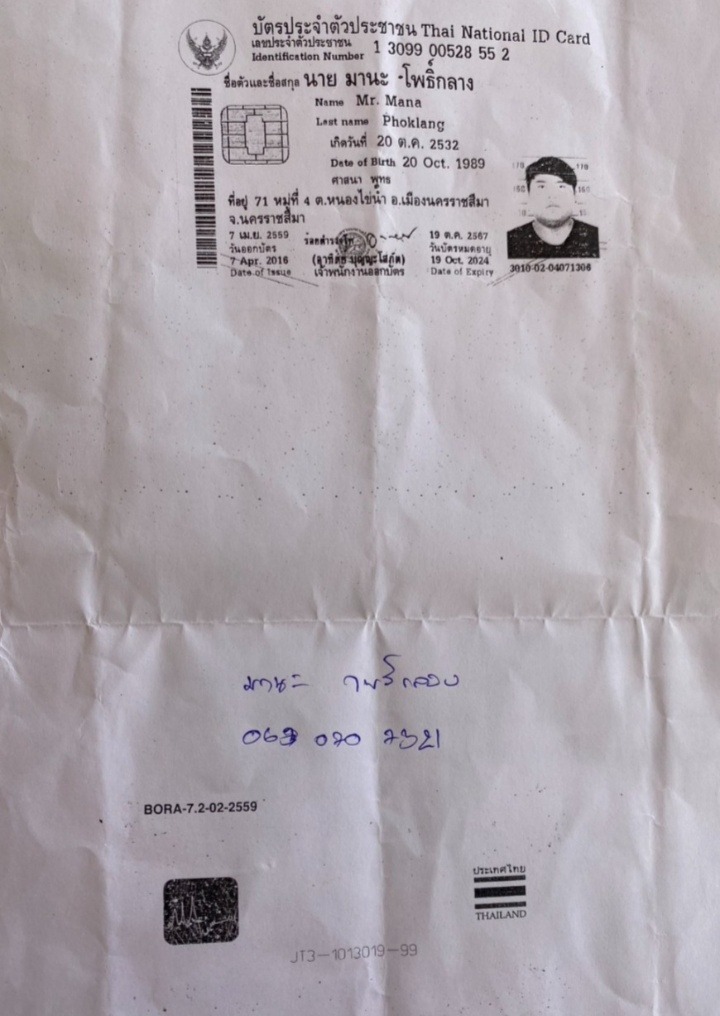 บัตรประจำตัวประชาชน Thai National ID Card
เลขประจำตัวประชาชน
Identification Number 1 3099 00528 55 2
ชื่อตัวและชื่อสกุล นาย มานะ โพธิ์กลาง
Name Mr. Mana
Last name Phoklang
เกิดวันที่ 20 ต.ค. 2532
Date of Birth 20 Oct. 1989
ศาสนา พุทธ
ที่อยู่ 71 หมู่ที่ 4 ต.หนองไข่น้ำ อ.เมืองนครราชสีมา
จ.นครราชสีมา
7 เม.ย. 2559
วันออกบัตร
7 Apr. 2016
Date of Issue
เจ้าพนักงานออกบัตร
19 ต.ค. 2567
วันบัตรหมดอายุ
19 Oct. 2024
Date of Expiry
3010-02-04071306
มานะ โพธิ์กลาง
BORA-7.2-02-2559
ประเทศไทย
THAILAND
JT3-1013019-99